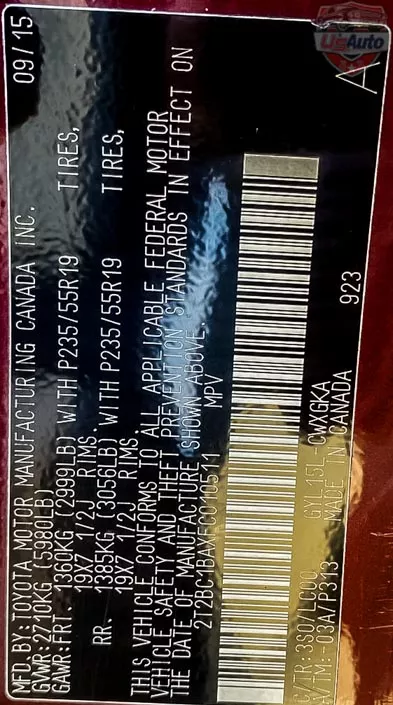 MFD.BY:TOYOTA MOTOR MANUFACTURING CANADA INC. 09/15
GVWR:2710KG (5980LB)
GAWR:FRT. 1360KG (2999LB) WITH P235/55R19 TIRES,
19X7 1/2J RIMS.
RR. 1385KG (3056LB) WITH P235/55R19 TIRES,
19X7 1/2J RIMS.
THIS VEHICLE CONFORMS TO ALL APPLICABLE FEDERAL MOTOR
VEHICLE SAFETY AND THEFT PREVENTION STANDARDS IN EFFECT ON
THE DATE OF MANUFACTURE SHOWN ABOVE.
MPV
923
C/TR:3S0/LC00 GYL15L-CWXGKA
A/TM:-03A/TP313 MADE IN CANADA
A
Auto